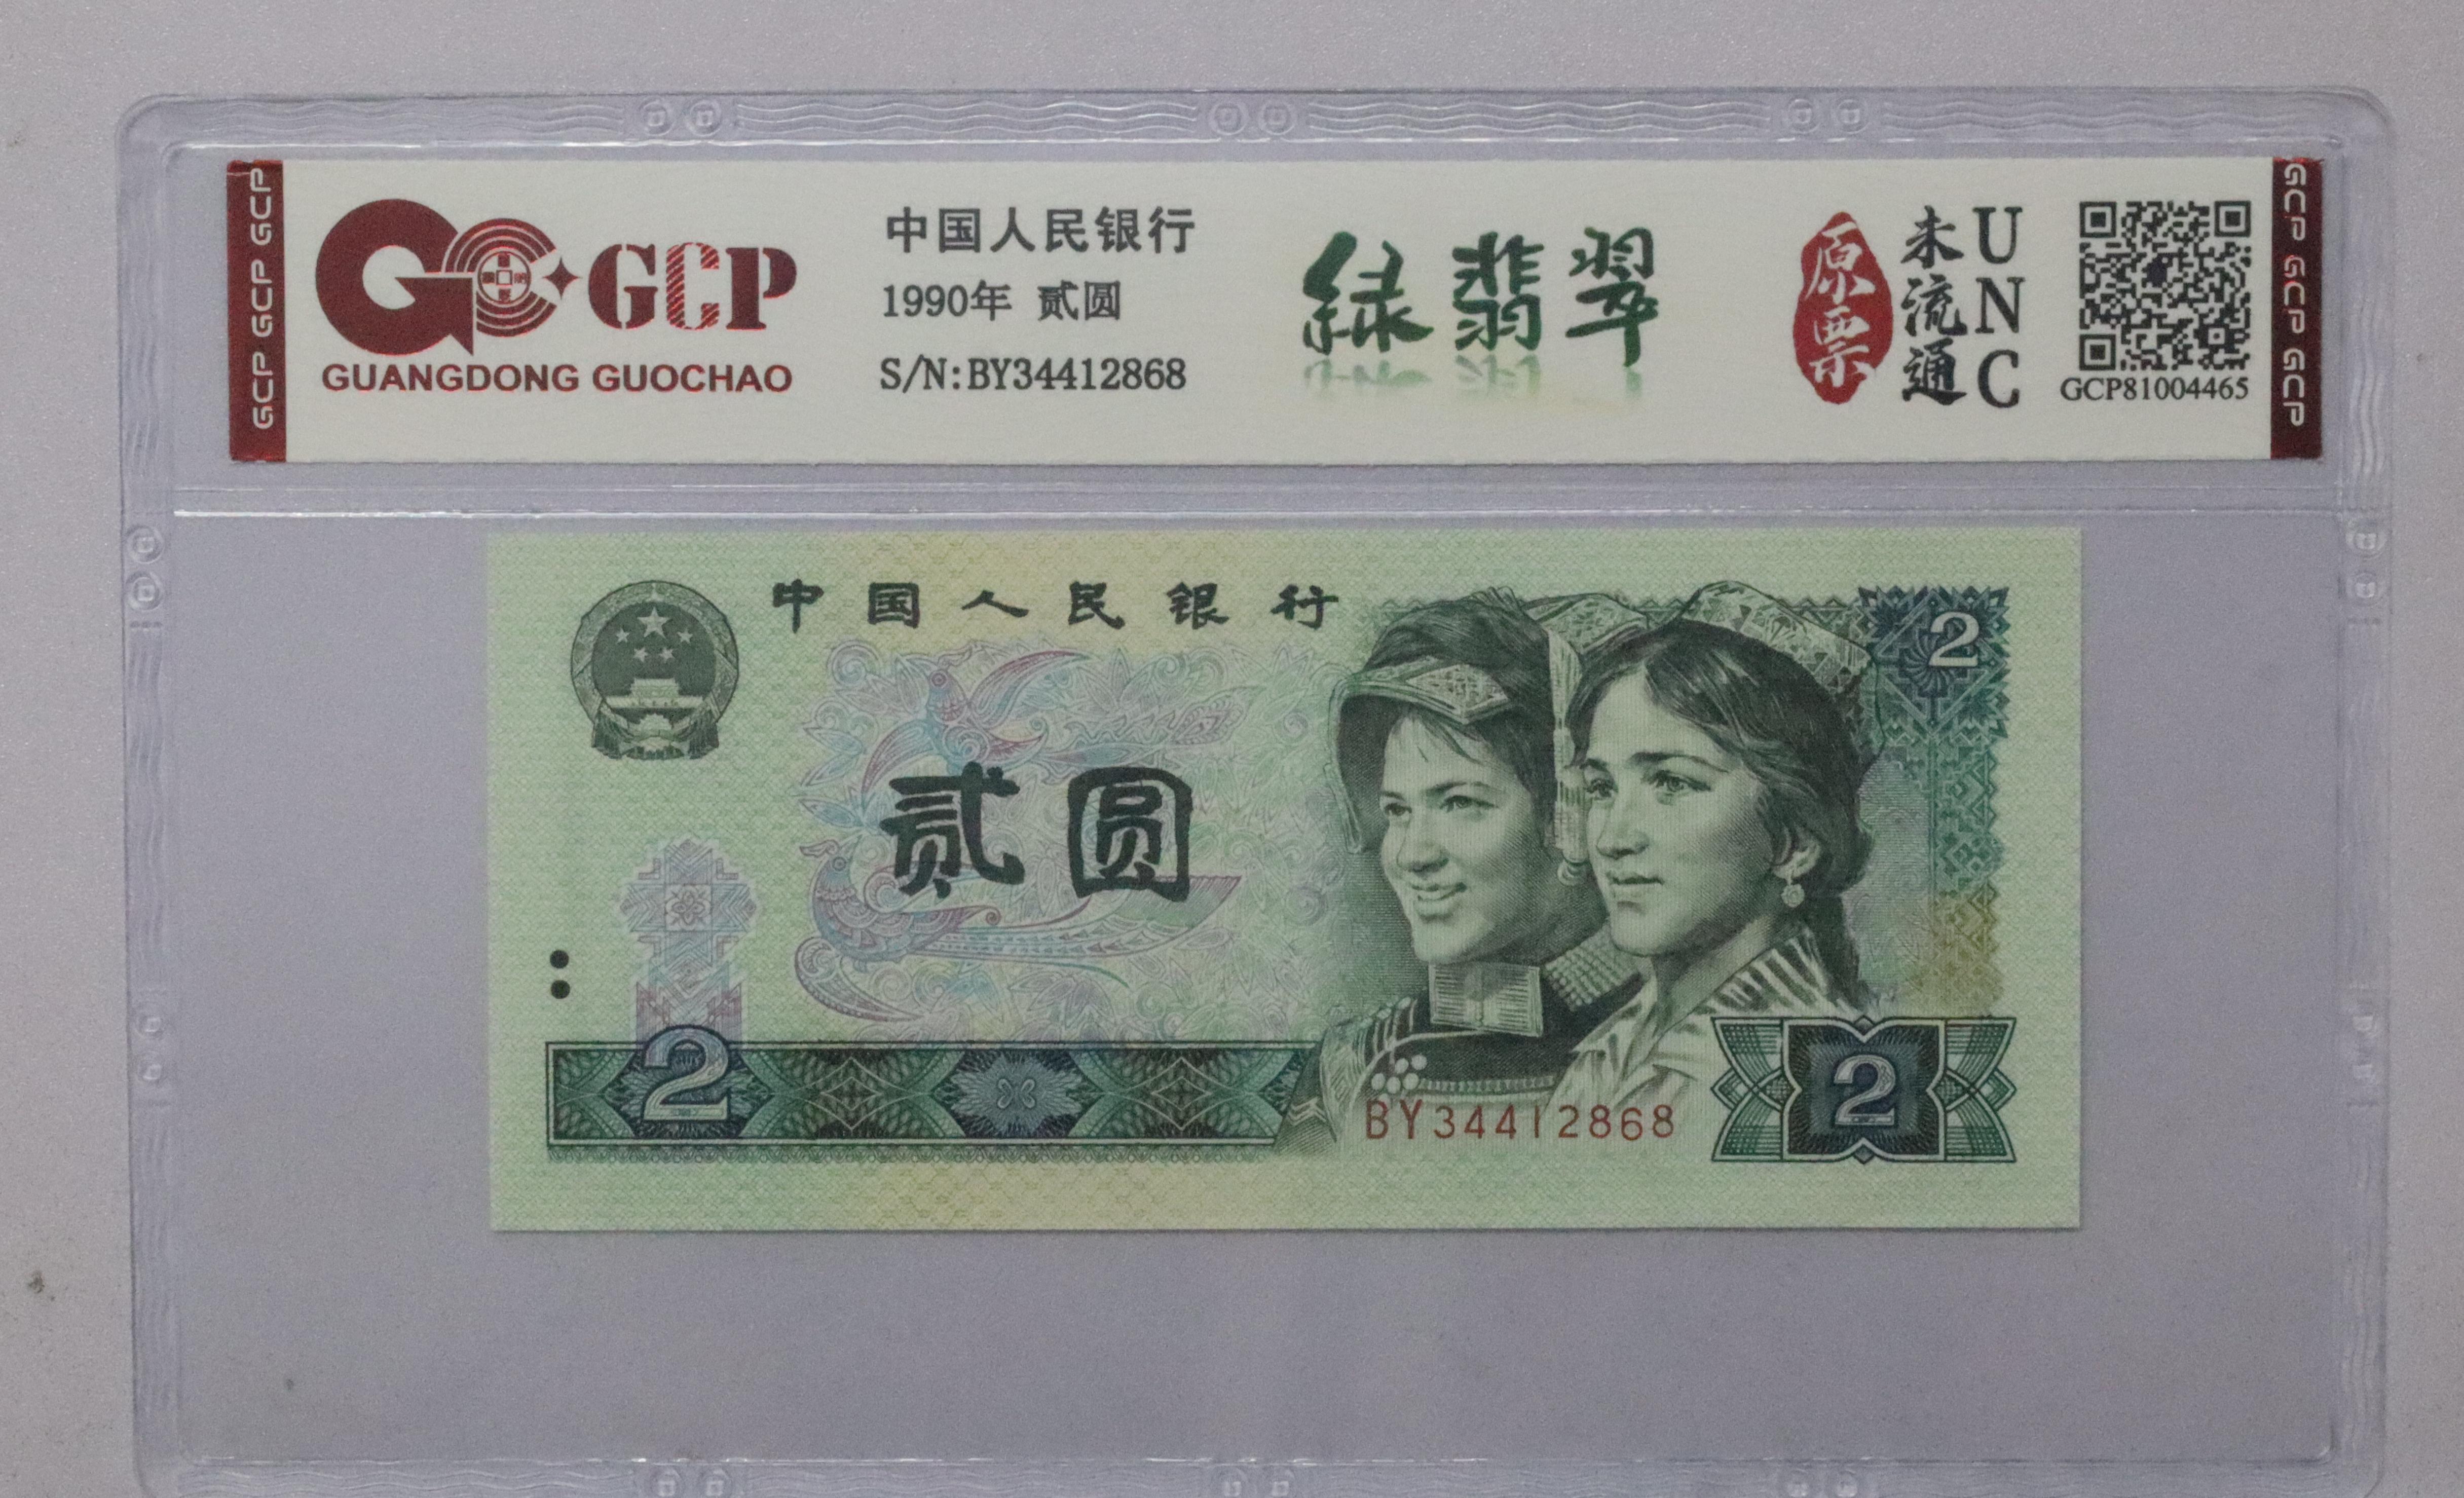 GCP GCP GCP
GCP
GUANGDONG GUOCHAO
中国人民银行
1990年 贰圆
S/N:BY34412868
绿翡翠
原票
未流通
UNC
GCP81004465
GCP GCP GCP
中国人民银行
2
贰圆
2
BY34412868
2